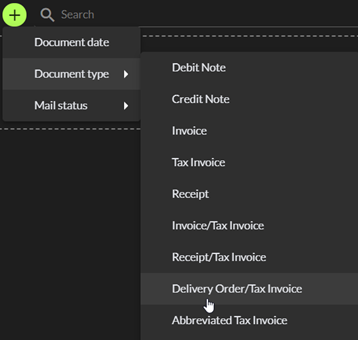 Search
Document date
Document type
Mail status
Debit Note
Credit Note
Invoice
Tax Invoice
Receipt
Invoice/Tax Invoice
Receipt/Tax Invoice
Delivery Order/Tax Invoice
Abbreviated Tax Invoice